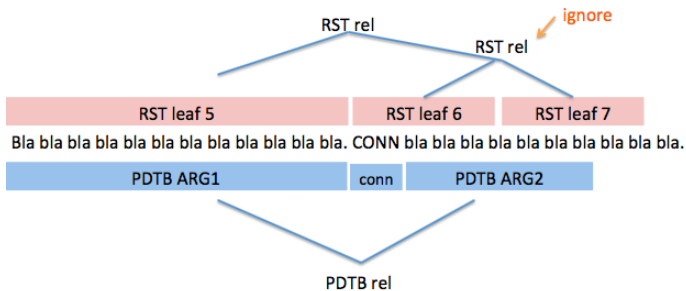 ignore
RST rel
RST rel
RST leaf 5 RST leaf 6 RST leaf 7
Bla bla bla bla bla bla bla bla bla bla bla bla. CONN bla bla bla bla bla bla bla bla bla bla.
PDTB ARG1 conn PDTB ARG2
PDTB rel